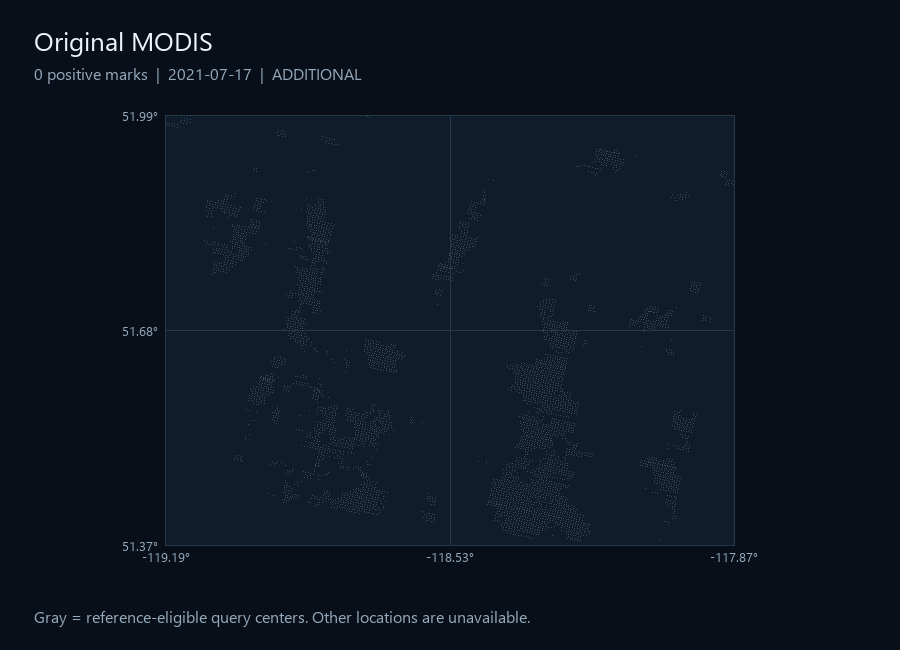 Original MODIS
0 positive marks | 2021-07-17 | ADDITIONAL
51.99°
51.68°
51.37°
-119.19° -118.53° -117.87°
Gray = reference-eligible query centers. Other locations are unavailable.